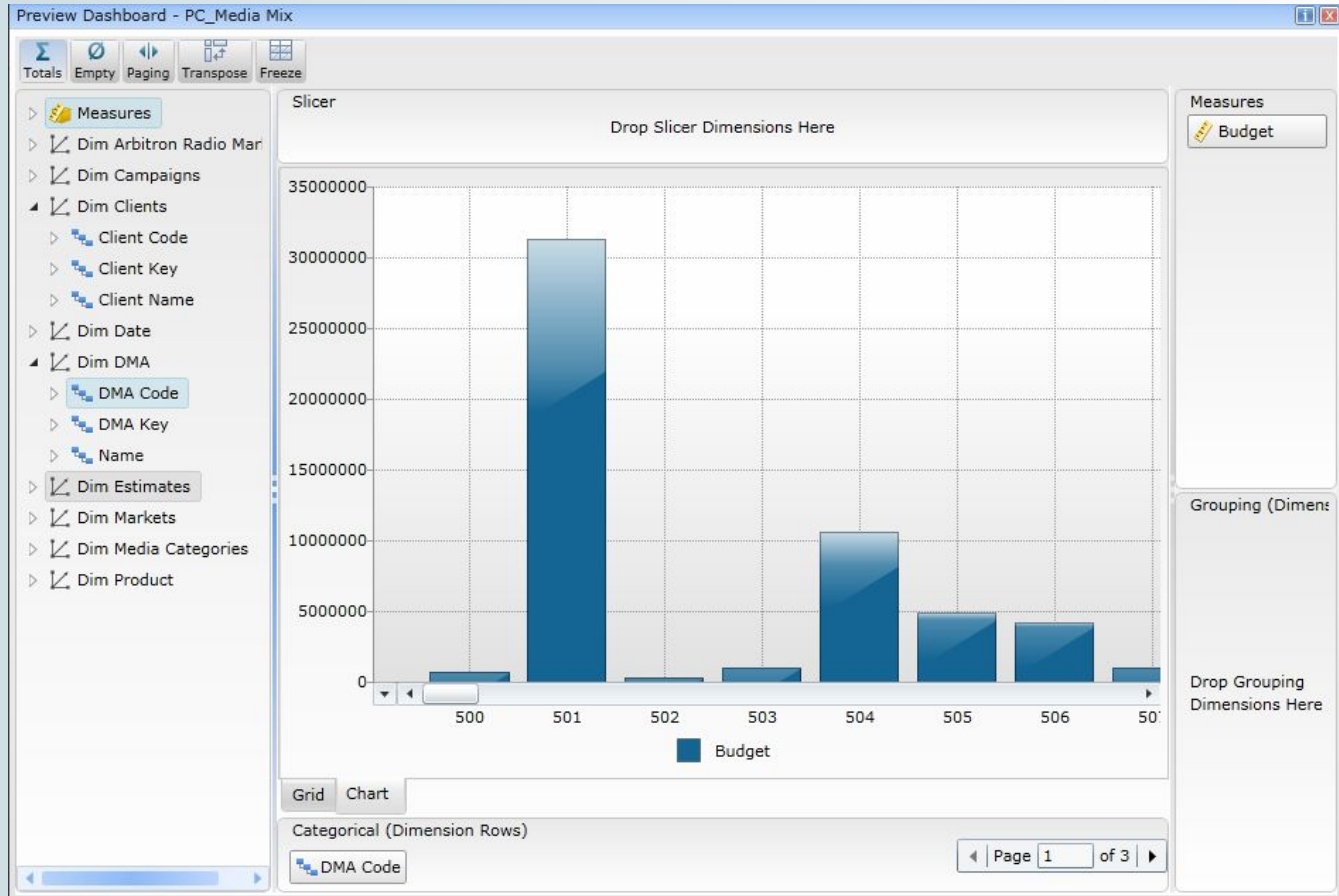 Preview Dashboard - PC_Media Mix
Totals Empty Paging Transpose Freeze
Measures
Dim Arbitron Radio Mar
Dim Campaigns
Dim Clients
Client Code
Client Key
Client Name
Dim Date
Dim DMA
DMA Code
DMA Key
Name
Dim Estimates
Dim Markets
Dim Media Categories
Dim Product
Slicer
Drop Slicer Dimensions Here
35000000
30000000
25000000
20000000
15000000
10000000
5000000
0
500 501 502 503 504 505 506 507
Budget
Grid Chart
Categorical (Dimension Rows)
DMA Code
Page 1 of 3
Measures
Budget
Grouping (Dimens
Drop Grouping
Dimensions Here